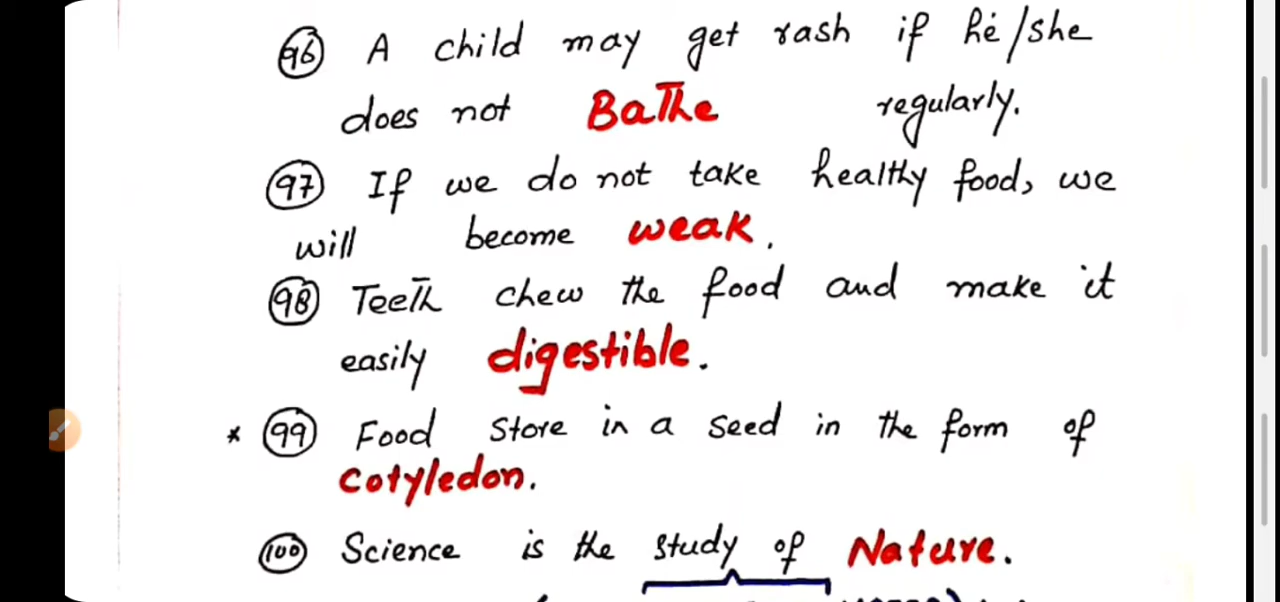 96 A child may get rash if he/she
does not BaThe regularly.
97 If we do not take healthy food, we
will become weak.
98 TeeTh chew the food and make it
easily digestible.
* 99 Food store in a seed in the form of
Cotyledon.
100 Science is the study of Nature.